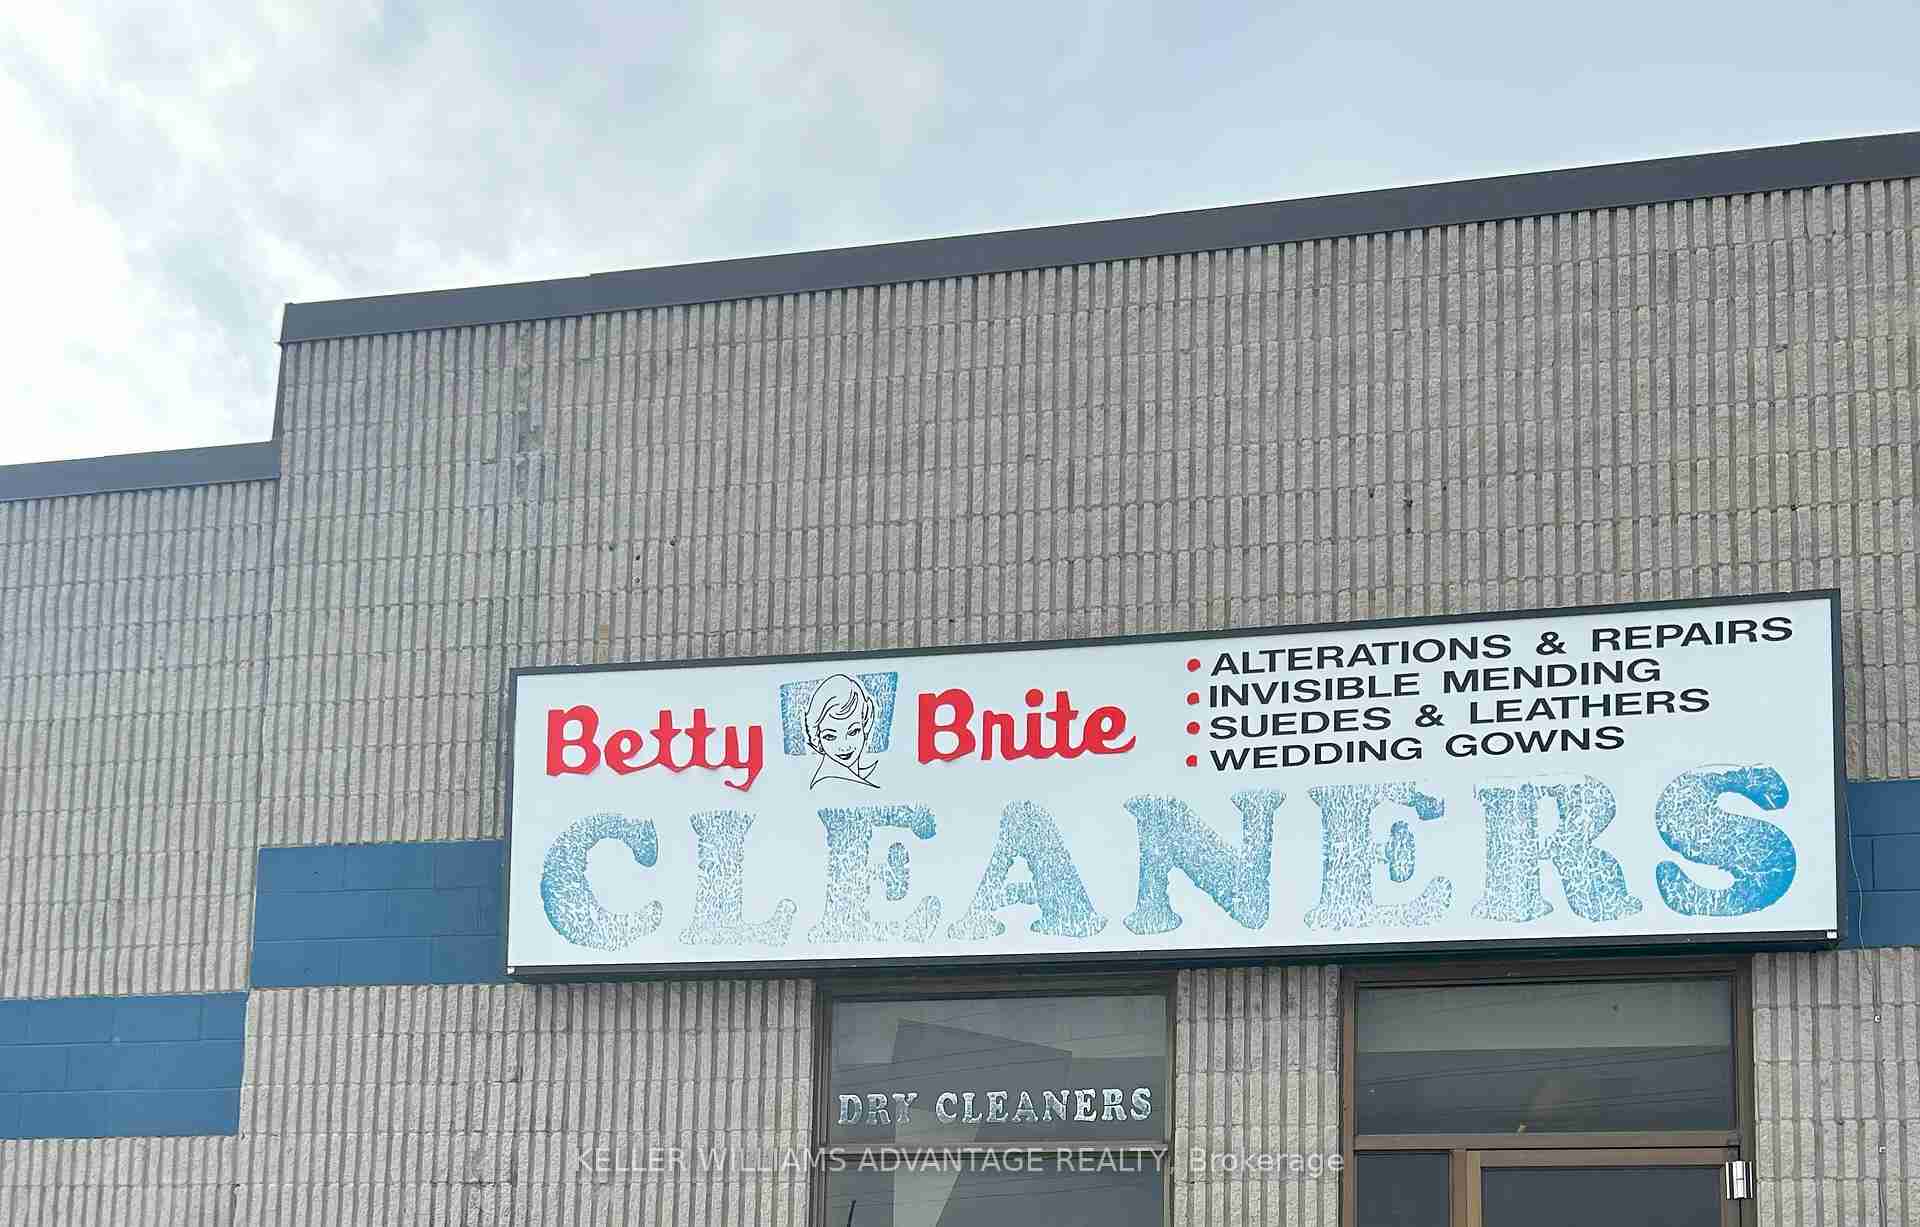 Betty Brite
• ALTERATIONS & REPAIRS
• INVISIBLE MENDING
• SUEDES & LEATHERS
• WEDDING GOWNS
CLEANERS
DRY CLEANERS
KELLER WILLIAMS ADVANTAGE REALTY, Brokerage